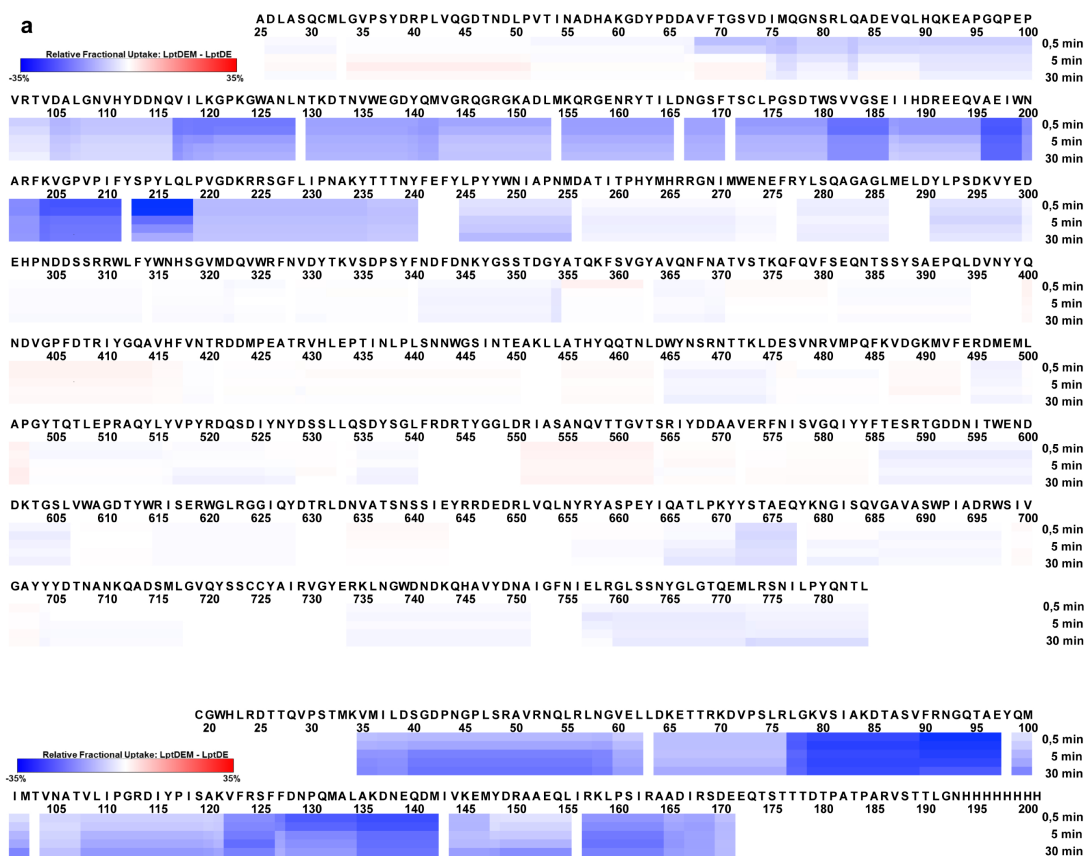 a
ADLASQCMLGVPSYDRPLVQGDTNDLPVTINADHAKGDYPDDAVFTGSVDIMQGNSRLQADEVQLHQKEAPGQPEP
25 30 35 40 45 50 55 60 65 70 75 80 85 90 95 100
Relative Fractional Uptake: LptDEM - LptDE
-35% 35%
0,5 min
5 min
30 min
VRTVDALGNVHYDDNQVILKGPKGWANLNTKDTNVWEGDYQMVGRQGRGKADLMKQRGENRYTILDNGSFTSCLPGSDTWSVVGSEIIHDREEQVAEIWN
105 110 115 120 125 130 135 140 145 150 155 160 165 170 175 180 185 190 195 200
0,5 min
5 min
30 min
ARFKVGPVPIFYSPYLQLPVGDKRRSGFLIPNAKYTTTNYFEFYLPYYWNIAPNMDATITPHYMHRRGNIMWENEFRYLSQAGAGLMELDYLPSDKVYED
205 210 215 220 225 230 235 240 245 250 255 260 265 270 275 280 285 290 295 300
0,5 min
5 min
30 min
EHPNDDSSRRWLFYWNHSGVMDQVWRFNVDYTKVSDPSYFNDFDNKYGSSTDGYATQKFSVGYAVQNFNATVSTKQFQVFSEQNTSSYSAEPQLDVNYYQ
305 310 315 320 325 330 335 340 345 350 355 360 365 370 375 380 385 390 395 400
0,5 min
5 min
30 min
NDVGPFDTRIYGQAVHFVNTRDDMPEATRVHLEPTINLPLSNNWGSINTEAKLLATHYQQTNLDWYNSRNTTKLDESVNRVMPQFKVDGKMVFERDMEML
405 410 415 420 425 430 435 440 445 450 455 460 465 470 475 480 485 490 495 500
0,5 min
5 min
30 min
APGYTQTLEPRAQYLYVPYRDQSDIYNYDSSLLQSDYSGLFRDRTYGGLDRIASANQVTTGVTSRIYDDAAVERFNISVGQIYYFTESRTGDDNITWEND
505 510 515 520 525 530 535 540 545 550 555 560 565 570 575 580 585 590 595 600
0,5 min
5 min
30 min
DKTGSLVWAGDTYWRISERWGLRGGIQYDTRLDNVATSNSSIEYRRDEDRLVQLNYRYASPEYIQATLPKYYSTAEQYKNGISQVGAVASWPIADRWSIV
605 610 615 620 625 630 635 640 645 650 655 660 665 670 675 680 685 690 695 700
0,5 min
5 min
30 min
GAYYYDTNANKQADSMLGVQYSSCCYAIRVGYERKLNGWDNDKQHAVYDNAIGFNIELRGLSSNYGLGTQEMLRSNILPYQNTL
705 710 715 720 725 730 735 740 745 750 755 760 765 770 775 780
0,5 min
5 min
30 min
CGWHLRDTTQVPSTMKVMILDSGDPNGPLSRAVRNQLRLNGVELLDKETTRKDVPSLRLGKVSIAKDTASVFRNGQTAEYQM
20 25 30 35 40 45 50 55 60 65 70 75 80 85 90 95 100
Relative Fractional Uptake: LptDEM - LptDE
-35% 35%
0,5 min
5 min
30 min
IMTVNATVLIPGRDIYPISAKVFRSFFDNPQMALAKDNEQDMIVKEMYDRAAEQLIRKLPSIRAADIRSDEEQTSTTTDTPATPARVSTTLGNHHHHHHHH
105 110 115 120 125 130 135 140 145 150 155 160 165 170 175 180 185 190 195 200
0,5 min
5 min
30 min